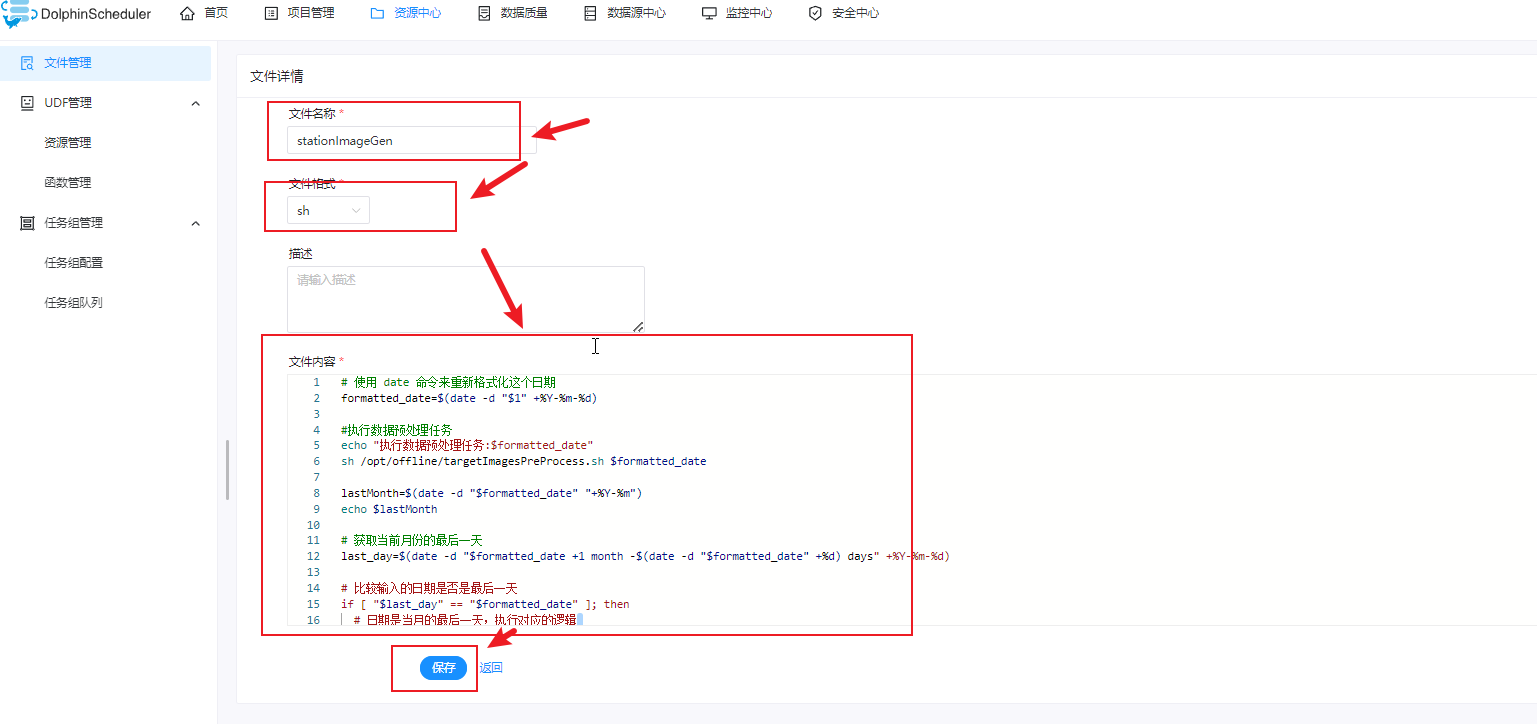 DolphinScheduler 首页 项目管理 资源中心 数据质量 数据源中心 监控中心 安全中心
文件管理
UDF管理
资源管理
函数管理
任务组管理
任务组配置
任务组队列
文件详情
文件名称 *
stationImageGen
文件格式 *
sh
描述
请输入描述
文件内容 *
1 # 使用 date 命令来重新格式化这个日期
2 formatted_date=$(date -d "$1" +%Y-%m-%d)
3
4 #执行数据预处理任务
5 echo "执行数据预处理任务:$formatted_date"
6 sh /opt/offline/targetImagesPreProcess.sh $formatted_date
7
8 lastMonth=$(date -d "$formatted_date" "+%Y-%m")
9 echo $lastMonth
10
11 # 获取当前月份的最后一天
12 last_day=$(date -d "$formatted_date +1 month -$(date -d "$formatted_date" +%d) days" +%Y-%m-%d)
13
14 # 比较输入的日期是否是最后一天
15 if [ "$last_day" == "$formatted_date" ]; then
16 # 日期是当月的最后一天，执行对应的逻辑
保存 返回